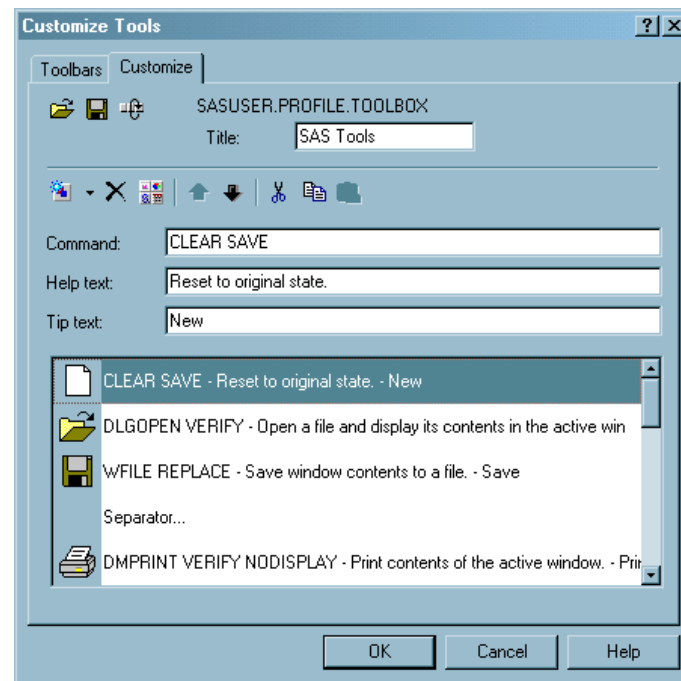 Customize Tools
Toolbars Customize
SASUSER.PROFILE.TOOLBOX
Title: SAS Tools
Command: CLEAR SAVE
Help text: Reset to original state.
Tip text: New
CLEAR SAVE - Reset to original state. - New
DLGOPEN VERIFY - Open a file and display its contents in the active win
WFILE REPLACE - Save window contents to a file. - Save
Separator...
DMPRINT VERIFY NODISPLAY - Print contents of the active window. - Prin
OK Cancel Help